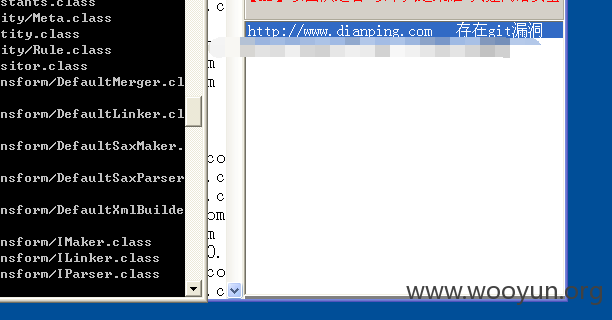 stants.class
ity/Meta.class
tity.class
ity/Rule.class
sitor.class
nsform/DefaultMerger.cl
nsform/DefaultLinker.cl
nsform/DefaultSaxMaker.
nsform/DefaultSaxParser
nsform/DefaultXmlBuilde
nsform/IMaker.class
nsform/ILinker.class
nsform/IParser.class
.c
m
m
co
.c
.c
om
m
0.
co
.c
http://www.dianping.com 存在git漏洞
www.wooyun.org